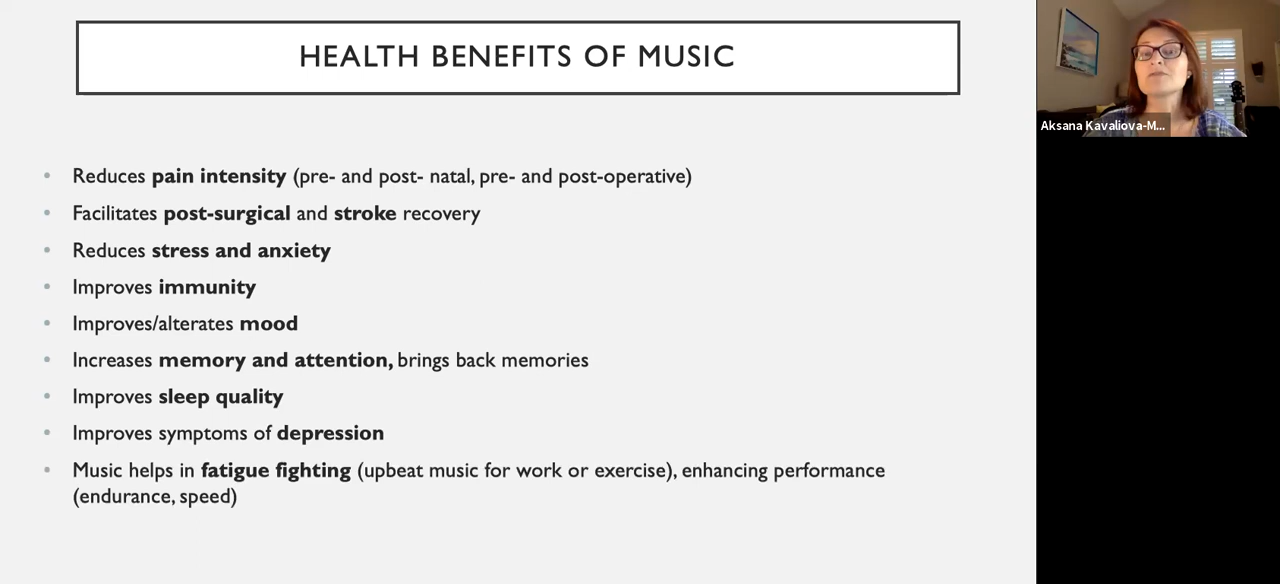 HEALTH BENEFITS OF MUSIC
• Reduces pain intensity (pre- and post- natal, pre- and post-operative)
• Facilitates post-surgical and stroke recovery
• Reduces stress and anxiety
• Improves immunity
• Improves/alterates mood
• Increases memory and attention, brings back memories
• Improves sleep quality
• Improves symptoms of depression
• Music helps in fatigue fighting (upbeat music for work or exercise), enhancing performance
(endurance, speed)
Aksana Kavaliova-M...